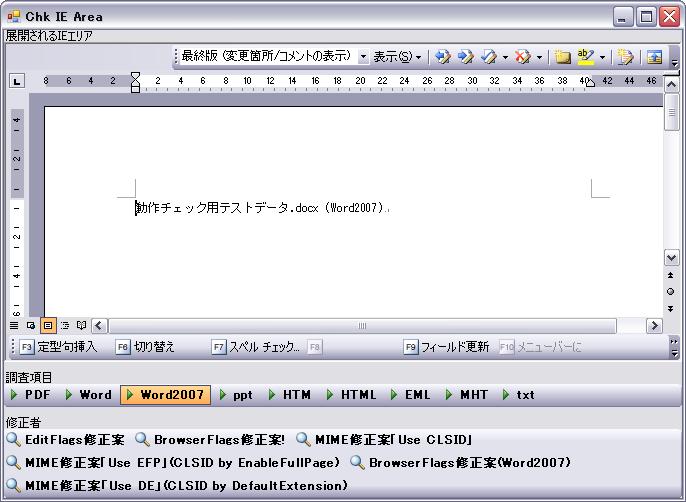 Chk IE Area
展開されるIEエリア
最終版 (変更箇所/コメントの表示) 表示(S)
L 8 6 4 2 2 4 6 8 10 12 14 16 18 20 22 24 26 28 30 32 34 36 38 40 42 44 46
動作チェック用テストデータ.docx (Word2007)
F3 定型句挿入 F6 切り替え F7 スペル チェック... F8 F9 フィールド更新 F10 メニューバーに
調査項目
PDF Word Word2007 ppt HTM HTML EML MHT txt
修正者
EditFlags修正案 BrowserFlags修正案! MIME修正案「Use CLSID」
MIME修正案「Use EFP」(CLSID by EnableFullPage) BrowserFlags修正案(Word2007)
MIME修正案「Use DE」(CLSID by DefaultExtension)